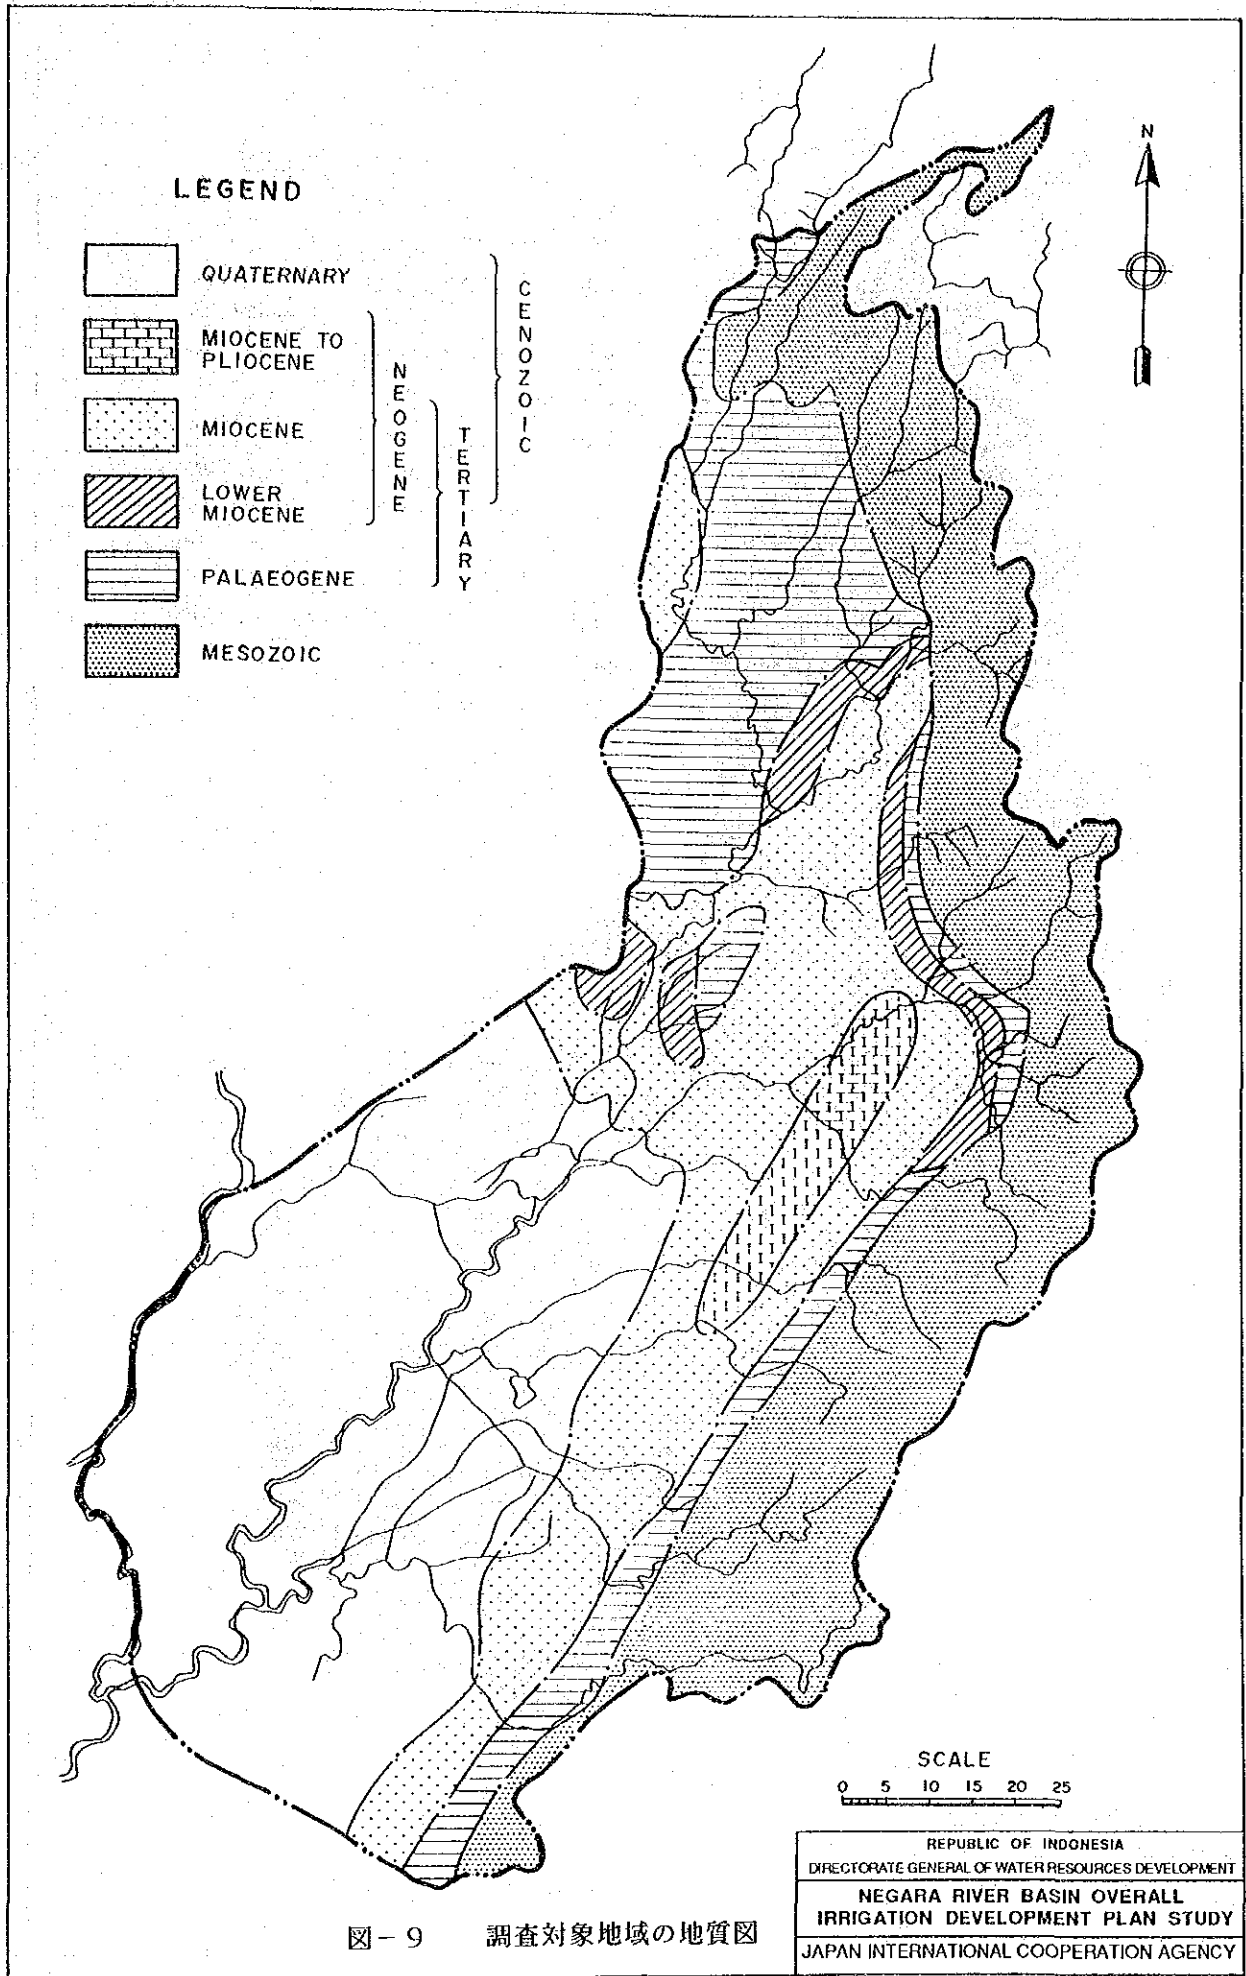 N
LEGEND
QUATERNARY
MIOCENE TO
PLIOCENE
MIOCENE
LOWER
MIOCENE
PALAEOGENE
MESOZOIC
NEOGENE
TERTIARY
CENOZOIC
SCALE
0 5 10 15 20 25
REPUBLIC OF INDONESIA
DIRECTORATE GENERAL OF WATER RESOURCES DEVELOPMENT
NEGARA RIVER BASIN OVERALL
IRRIGATION DEVELOPMENT PLAN STUDY
JAPAN INTERNATIONAL COOPERATION AGENCY
図-9 調査対象地域の地質図